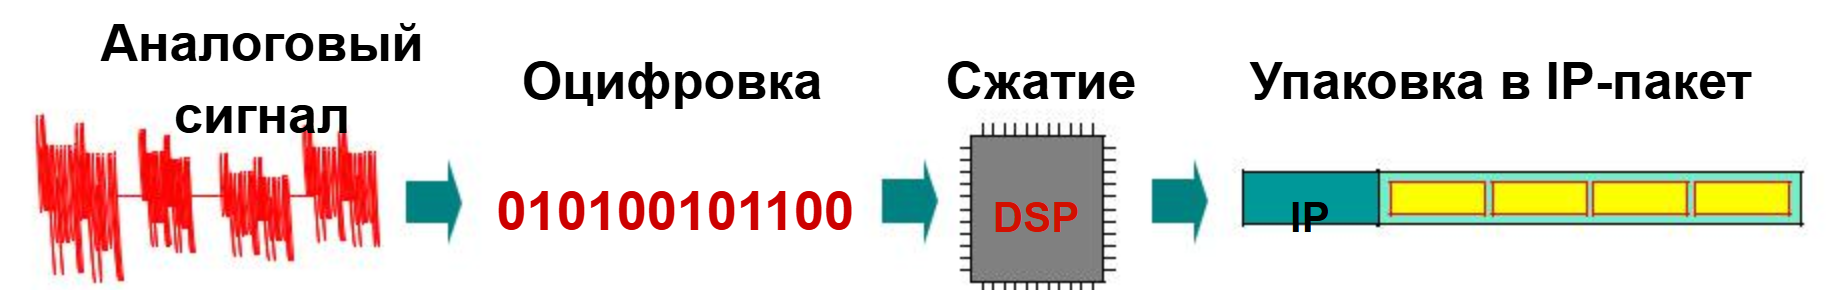 Аналоговый
сигнал
Оцифровка
Сжатие
Упаковка в IP-пакет
010100101100
DSP
IP